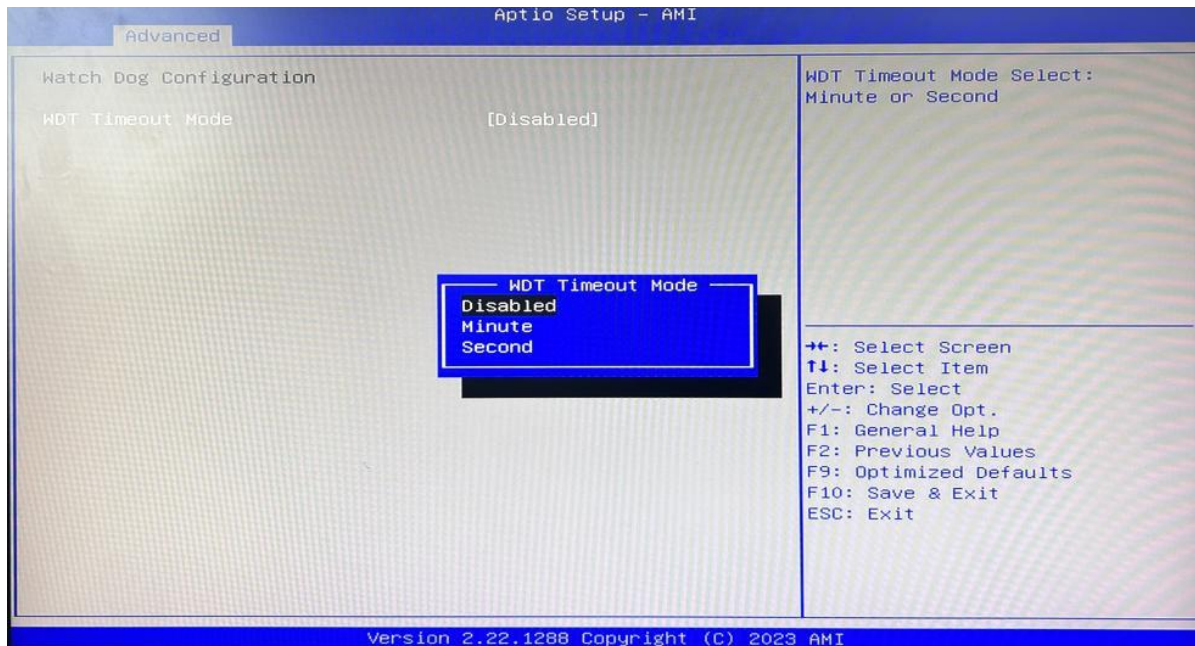 Aptio Setup – AMI
Advanced
Watch Dog Configuration
WDT Timeout Mode [Disabled]
WDT Timeout Mode Select:
Minute or Second
WDT Timeout Mode
Disabled
Minute
Second
→←: Select Screen
↑↓: Select Item
Enter: Select
+/-: Change Opt.
F1: General Help
F2: Previous Values
F9: Optimized Defaults
F10: Save & Exit
ESC: Exit
Version 2.22.1288 Copyright (C) 2023 AMI